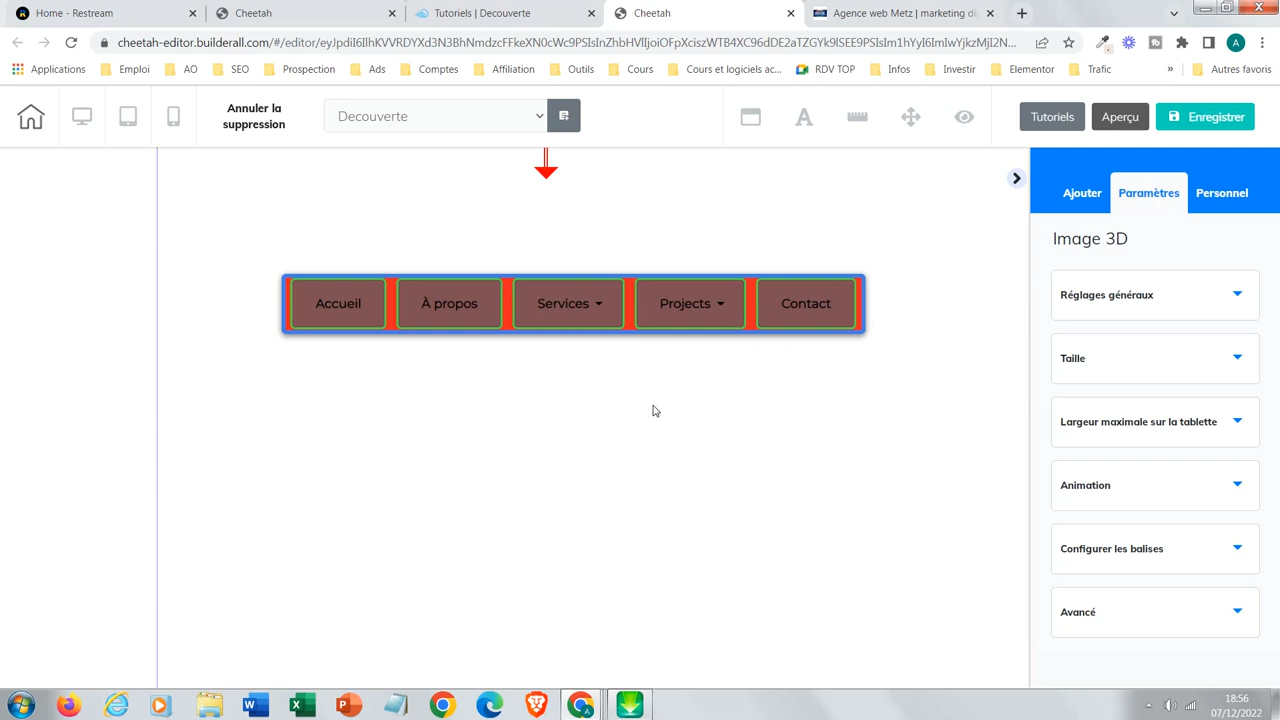 Home - Restream
Cheetah
Tutoriels | Decouverte
Cheetah
Agence web Metz | marketing di
cheetah-editor.builderall.com/#/editor/
Applications
Emploi
AO
SEO
Prospection
Ads
Comptes
Affiliation
Outils
Cours
Cours et logiciels ac...
RDV TOP
Infos
Investir
Elementor
Trafic
»
Autres favoris
A
Annuler la
suppression
Decouverte
Tutoriels
Aperçu
Enregistrer
Ajouter
Paramètres
Personnel
Image 3D
Réglages généraux
Taille
Largeur maximale sur la tablette
Animation
Configurer les balises
Avancé
Accueil
À propos
Services
Projects
Contact
18:56
07/12/2022